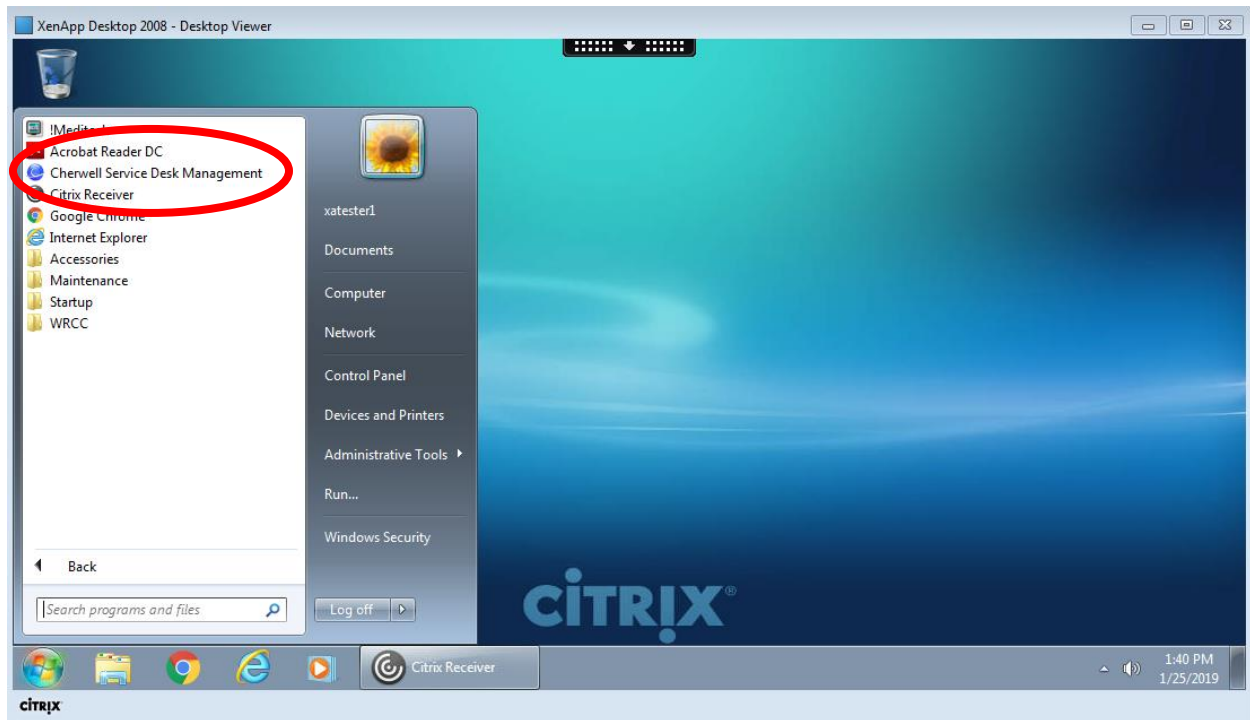 XenApp Desktop 2008 - Desktop Viewer
Acrobat Reader DC
Cherwell Service Desk Management
Citrix Receiver
Google Chrome
Internet Explorer
Accessories
Maintenance
Startup
WRCC
Back
Search programs and files
xatester1
Documents
Computer
Network
Control Panel
Devices and Printers
Administrative Tools
Run...
Windows Security
Log off
CITRIX®
Citrix Receiver
1:40 PM
1/25/2019
CITRIX